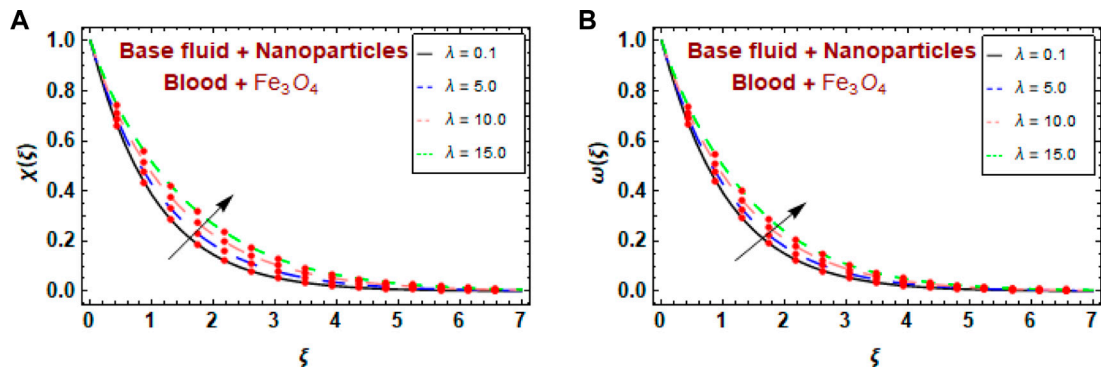 A
Base fluid + Nanoparticles
Blood + Fe₃O₄
λ = 0.1
λ = 5.0
λ = 10.0
λ = 15.0
χ(ξ)
1.0
0.8
0.6
0.4
0.2
0.0
0 1 2 3 4 5 6 7
ξ
B
Base fluid + Nanoparticles
Blood + Fe₃O₄
λ = 0.1
λ = 5.0
λ = 10.0
λ = 15.0
ω(ξ)
1.0
0.8
0.6
0.4
0.2
0.0
0 1 2 3 4 5 6 7
ξ